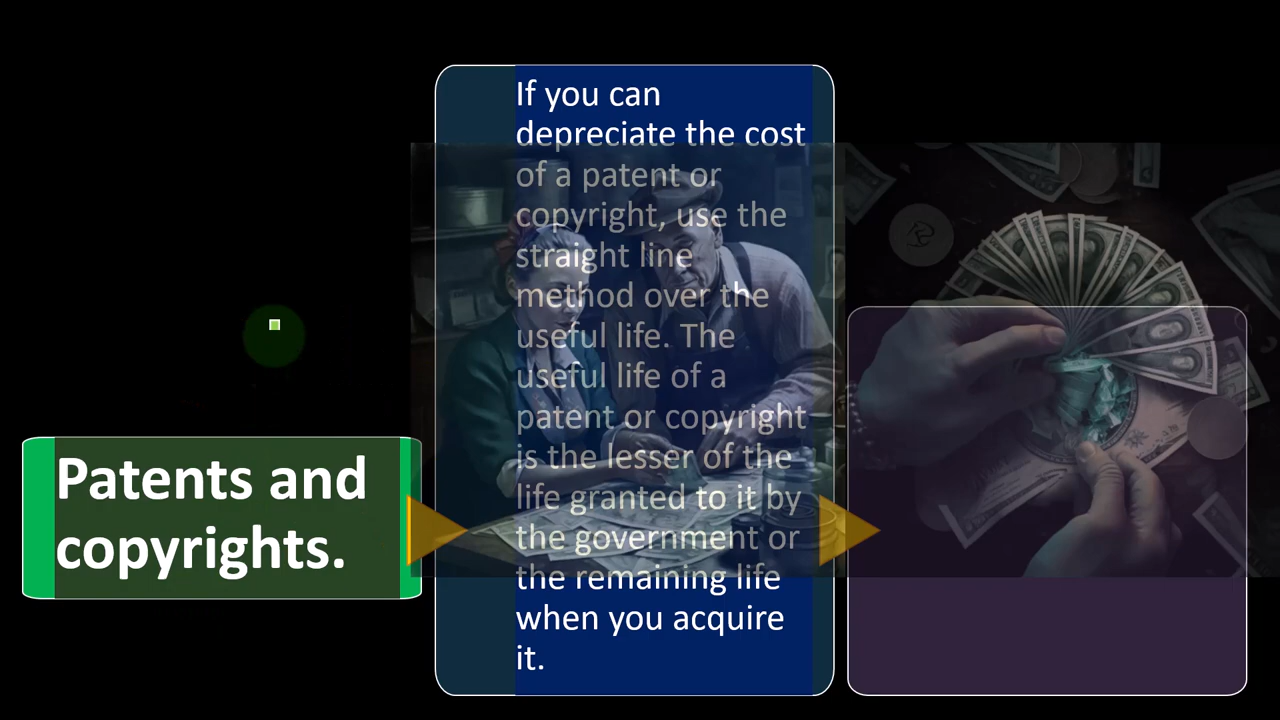 Patents and
copyrights.
If you can
depreciate the cost
of a patent or
copyright, use the
straight line
method over the
useful life. The
useful life of a
patent or copyright
is the lesser of the
life granted to it by
the government or
the remaining life
when you acquire
it.